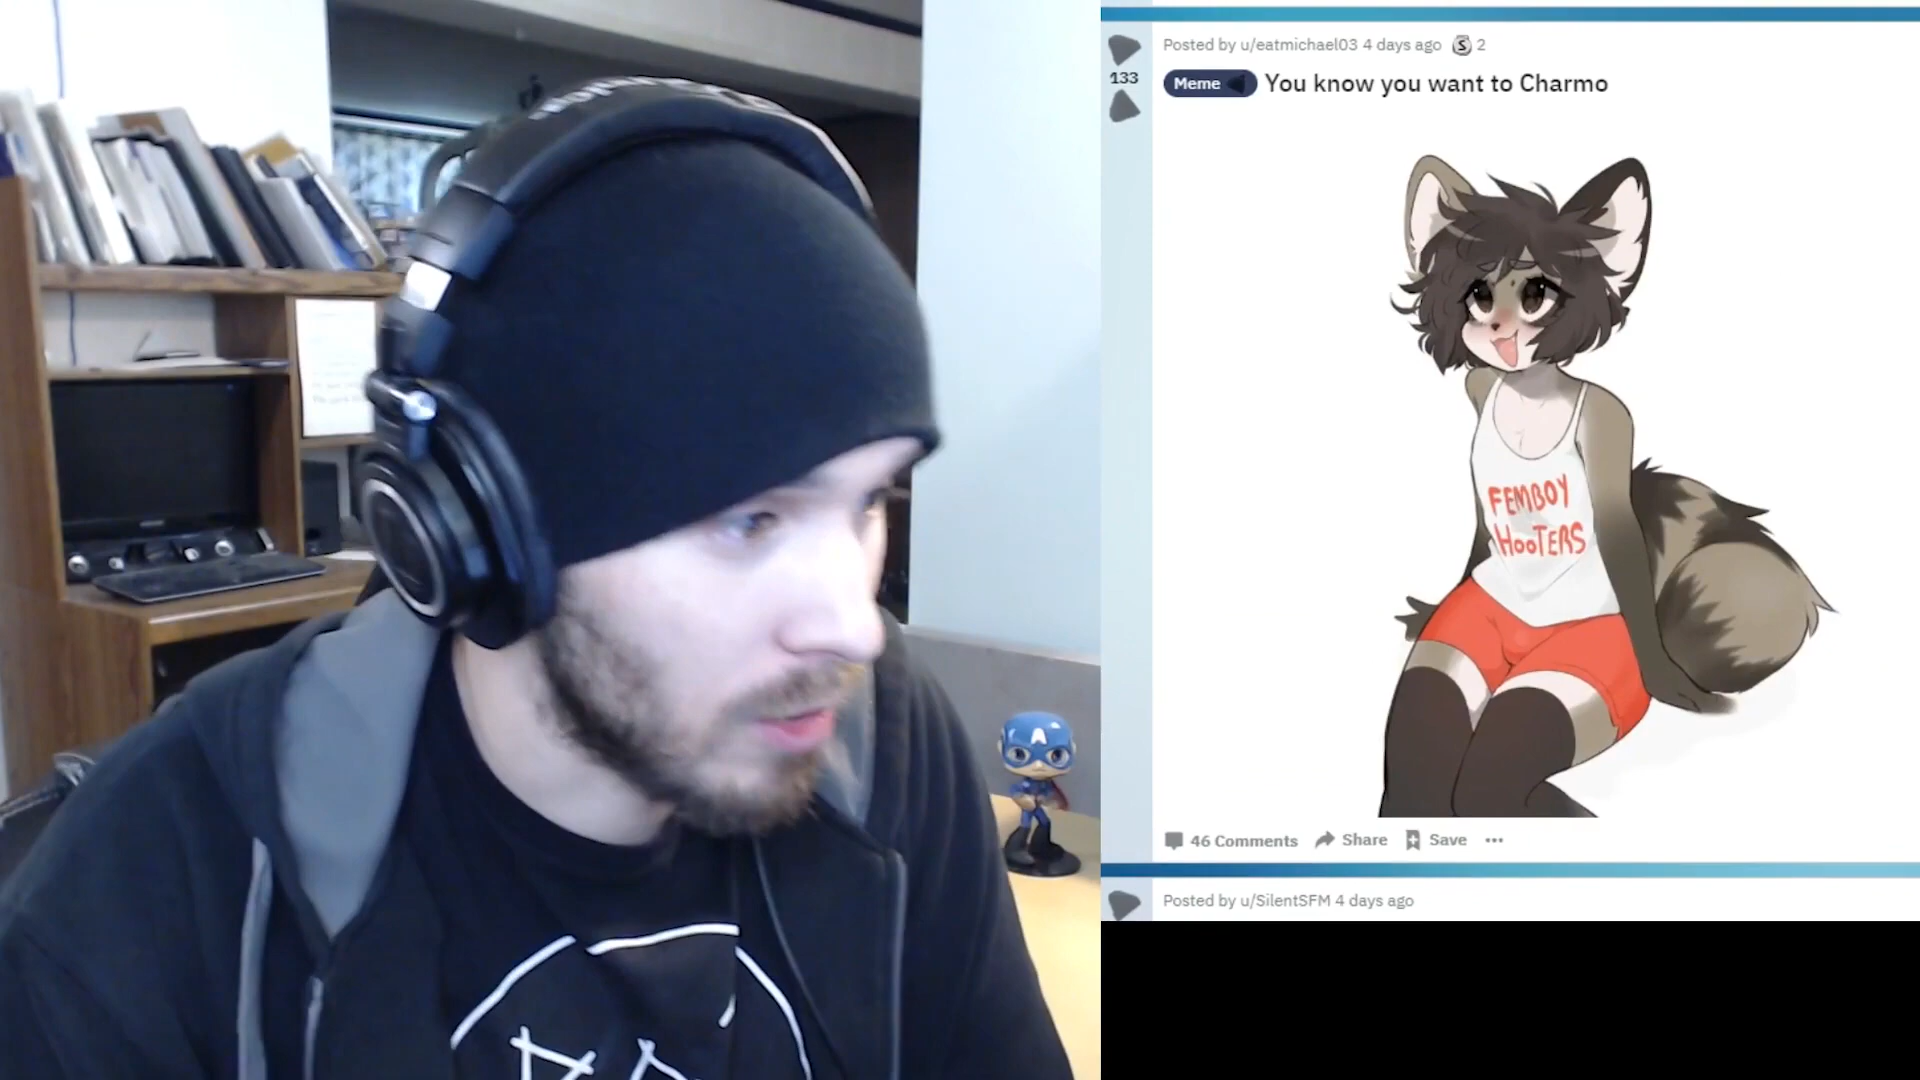 Posted by u/eatmichael03 4 days ago S 2
133
Meme You know you want to Charmo
FEMBOY
HOOTERS
46 Comments Share Save ...
A
Posted by u/SilentSFM 4 days ago